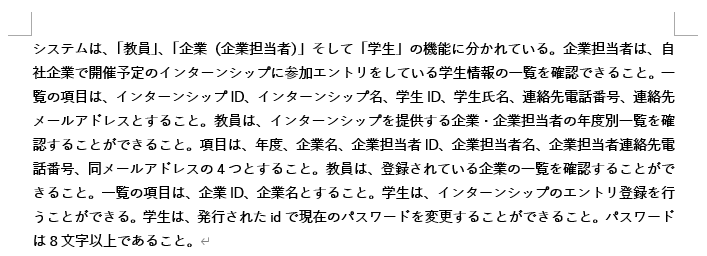 システムは、「教員」、「企業（企業担当者）」そして「学生」の機能に分かれている。企業担当者は、自
社企業で開催予定のインターンシップに参加エントリをしている学生情報の一覧を確認できること。一
覧の項目は、インターンシップ ID、インターンシップ名、学生 ID、学生氏名、連絡先電話番号、連絡先
メールアドレスとすること。教員は、インターンシップを提供する企業・企業担当者の年度別一覧を確
認することができること。項目は、年度、企業名、企業担当者 ID、企業担当者名、企業担当者連絡先電
話番号、同メールアドレスの 4 つとすること。教員は、登録されている企業の一覧を確認することがで
きること。一覧の項目は、企業 ID、企業名とすること。学生は、インターンシップのエントリ登録を行
うことができる。学生は、発行された id で現在のパスワードを変更することができること。パスワード
は 8 文字以上であること。